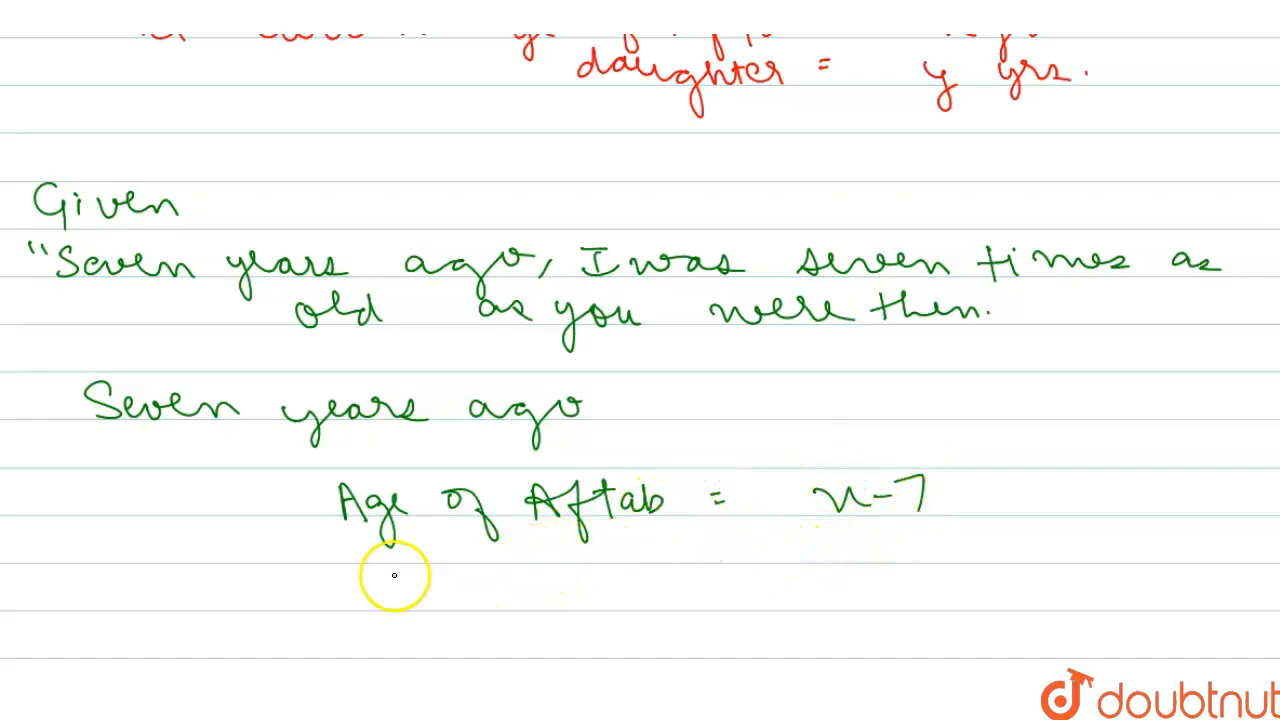 daughter = y yrs.
Given
"Seven years ago, I was seven times as
old as you were then.
Seven years ago
Age of Aftab = x-7
doubtnut